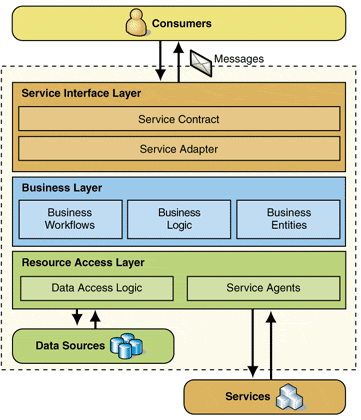 Consumers
Messages
Service Interface Layer
Service Contract
Service Adapter
Business Layer
Business
Workflows
Business
Logic
Business
Entities
Resource Access Layer
Data Access Logic
Service Agents
Data Sources
Services